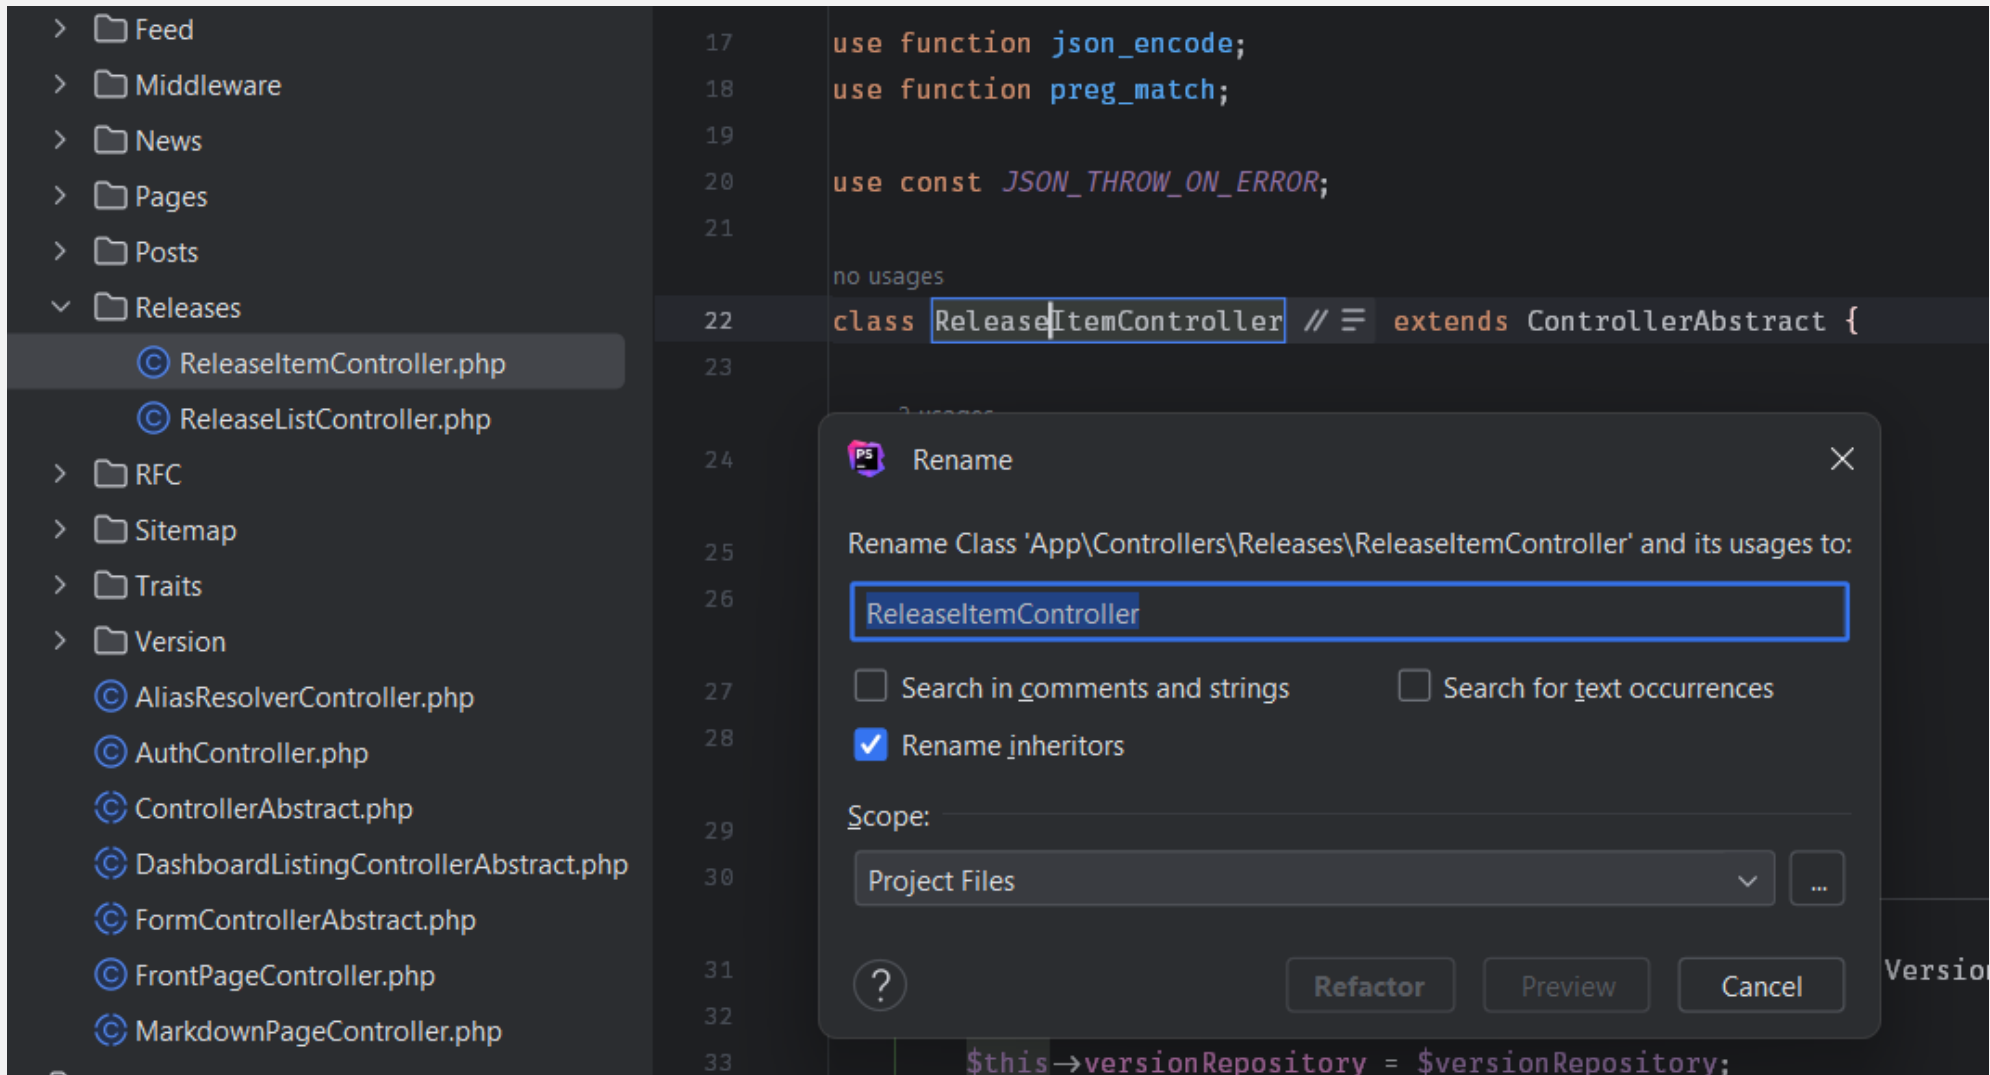 Feed
Middleware
News
Pages
Posts
Releases
ReleaseItemController.php
ReleaseListController.php
RFC
Sitemap
Traits
Version
AliasResolverController.php
AuthController.php
ControllerAbstract.php
DashboardListingControllerAbstract.php
FormControllerAbstract.php
FrontPageController.php
MarkdownPageController.php
17 use function json_encode;
18 use function preg_match;
19
20 use const JSON_THROW_ON_ERROR;
21
no usages
22 class ReleaseItemController // extends ControllerAbstract {
23
usages
24
25
26
27
28
29
30
31 Version
32
33 $this→versionRepository = $versionRepository;
PS Rename
Rename Class 'App\Controllers\Releases\ReleaseItemController' and its usages to:
ReleaseItemController
Search in comments and strings Search for text occurrences
Rename inheritors
Scope:
Project Files ...
? Refactor Preview Cancel